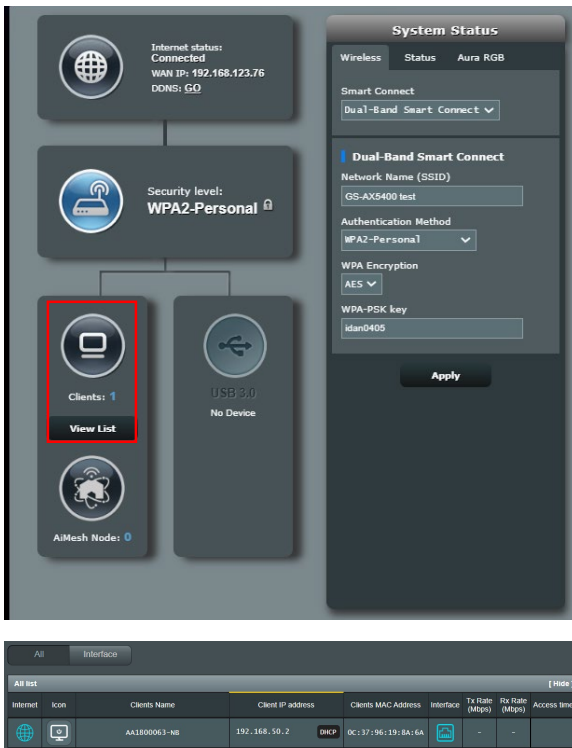 Internet status:
Connected
WAN IP: 192.168.123.76
DDNS: GO
Security level:
WPA2-Personal
Clients: 1
View List
USB 3.0
No Device
AiMesh Node: 0
System Status
Wireless Status Aura RGB
Smart Connect
Dual-Band Smart Connect
Dual-Band Smart Connect
Network Name (SSID)
GS-AX5400 test
Authentication Method
WPA2-Personal
WPA Encryption
AES
WPA-PSK key
idan0405
Apply
All Interface
All list [ Hide ]
Internet Icon Clients Name Client IP address Clients MAC Address Interface Tx Rate (Mbps) Rx Rate (Mbps) Access time
AA1800063-NB 192.168.50.2 DHCP 0C:37:96:19:8A:6A - -